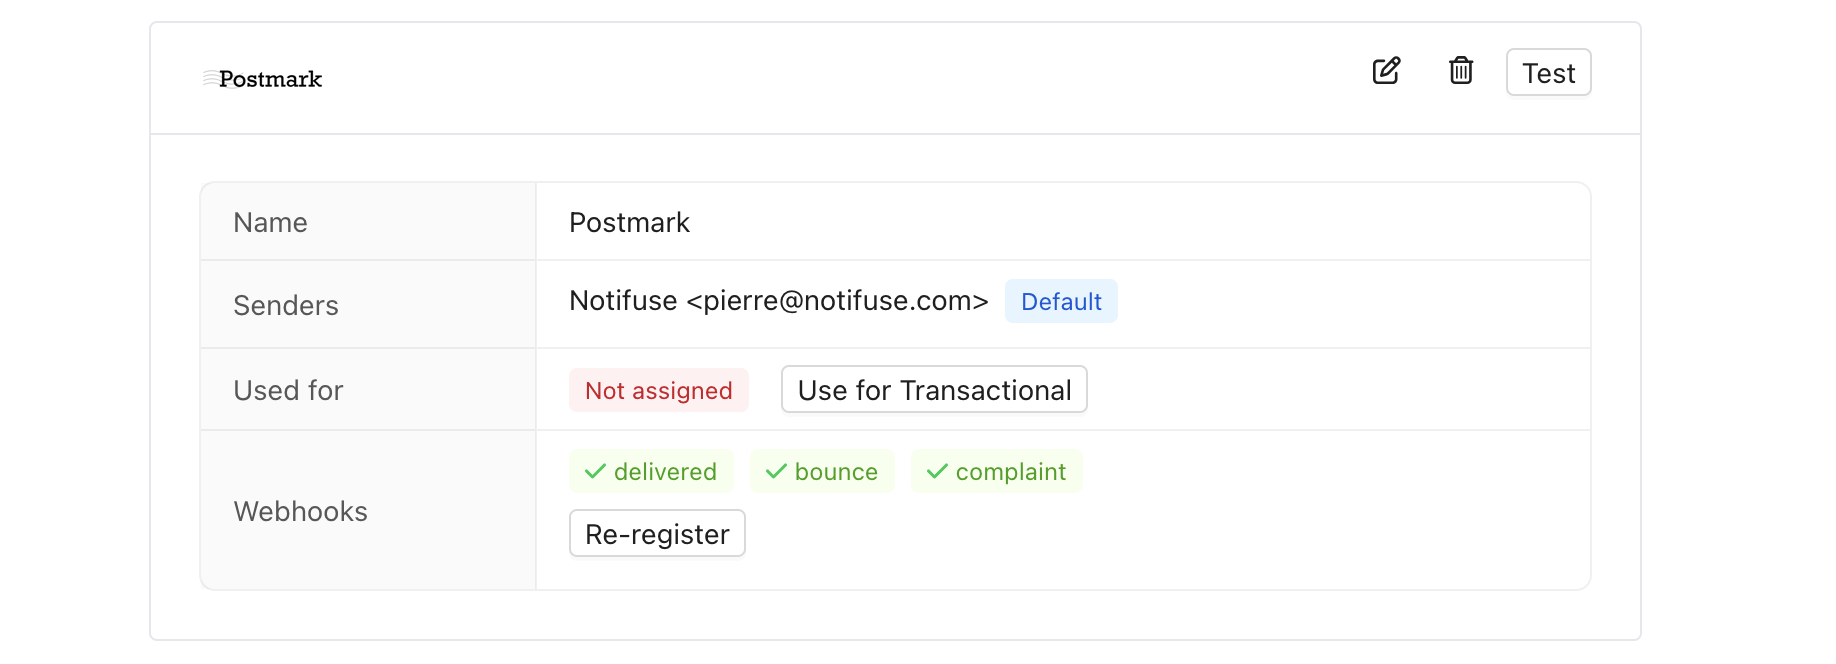 Postmark
Test
Name
Postmark
Senders
Notifuse <pierre@notifuse.com> Default
Used for
Not assigned Use for Transactional
Webhooks
delivered bounce complaint
Re-register